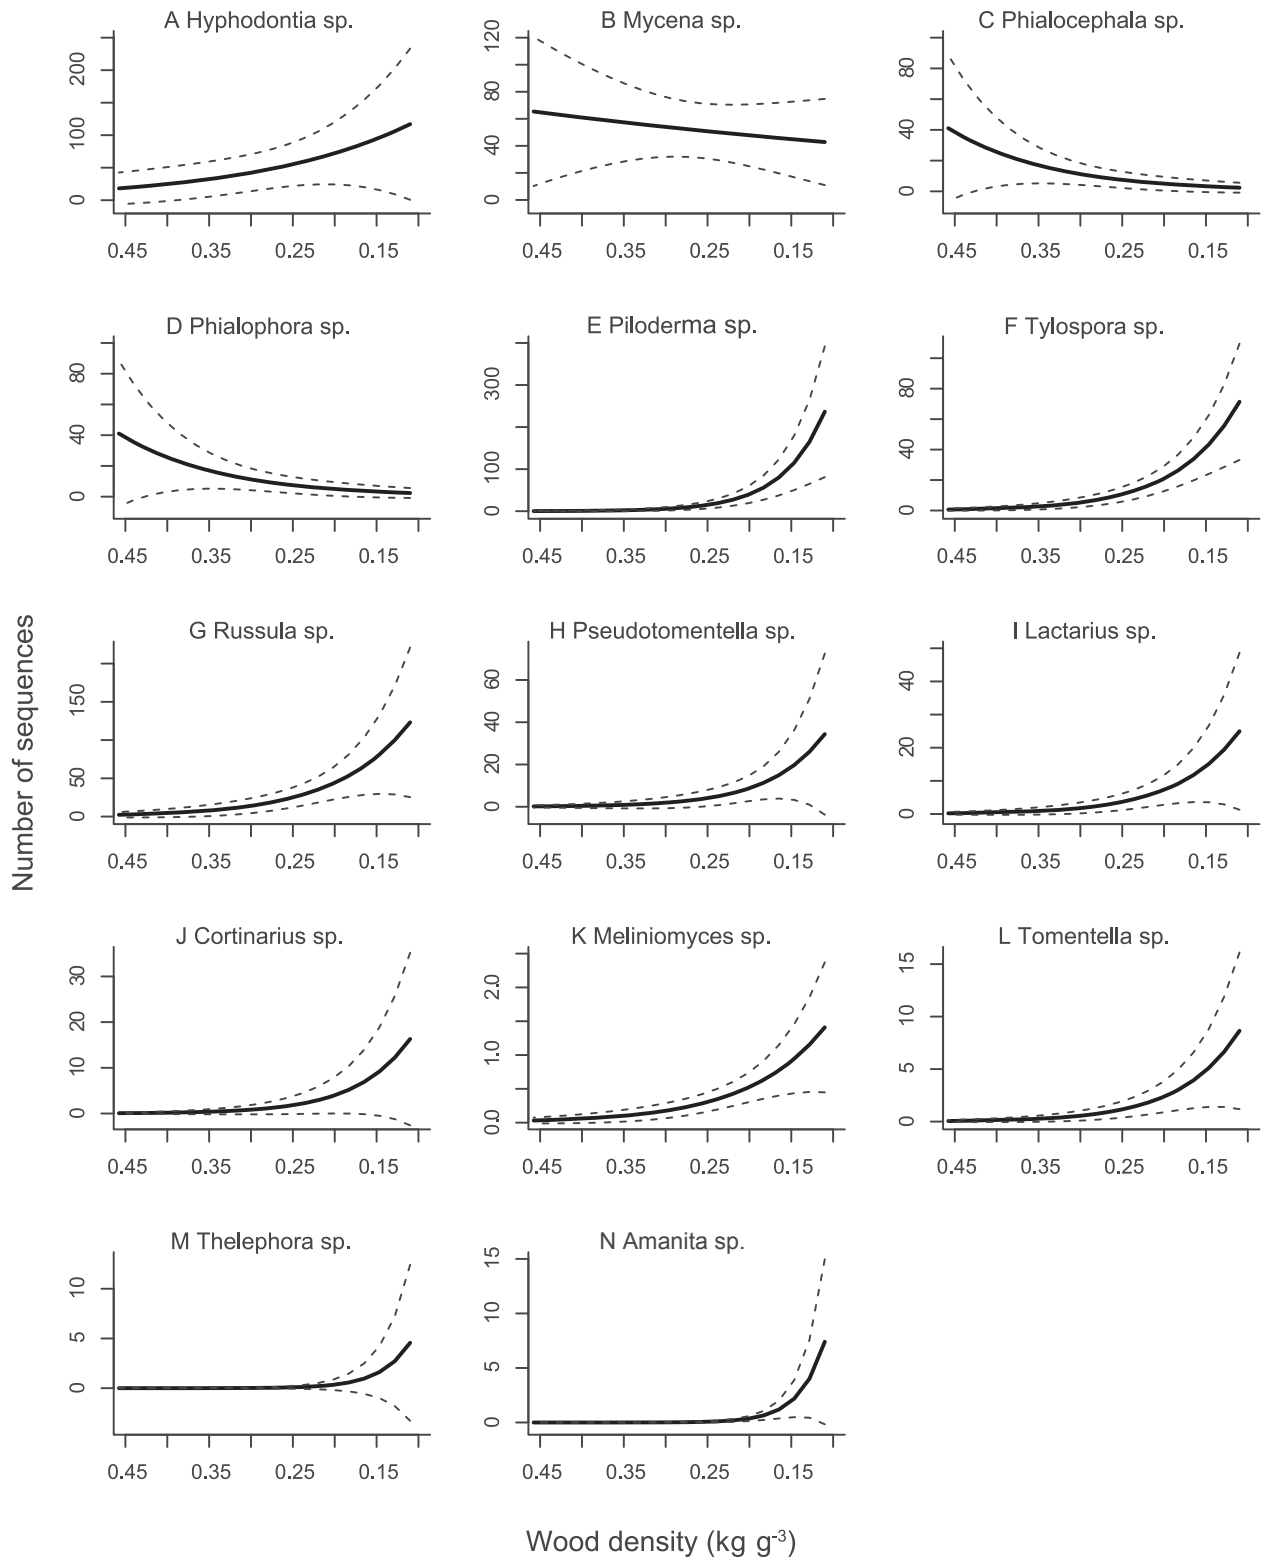 A Hyphodontia sp.
B Mycena sp.
C Phialocephala sp.
200
100
0
120
80
40
0
80
40
0
0.45 0.35 0.25 0.15
0.45 0.35 0.25 0.15
0.45 0.35 0.25 0.15
D Phialophora sp.
E Piloderma sp.
F Tylospora sp.
80
40
0
300
100
0
80
40
0
0.45 0.35 0.25 0.15
0.45 0.35 0.25 0.15
0.45 0.35 0.25 0.15
Number of sequences
G Russula sp.
H Pseudotomentella sp.
I Lactarius sp.
150
50
0
60
40
20
0
40
20
0
0.45 0.35 0.25 0.15
0.45 0.35 0.25 0.15
0.45 0.35 0.25 0.15
J Cortinarius sp.
K Meliniomyces sp.
L Tomentella sp.
30
20
10
0
2.0
1.0
0.0
15
10
5
0
0.45 0.35 0.25 0.15
0.45 0.35 0.25 0.15
0.45 0.35 0.25 0.15
M Thelephora sp.
N Amanita sp.
10
5
0
15
10
5
0
0.45 0.35 0.25 0.15
0.45 0.35 0.25 0.15
Wood density (kg g⁻³)